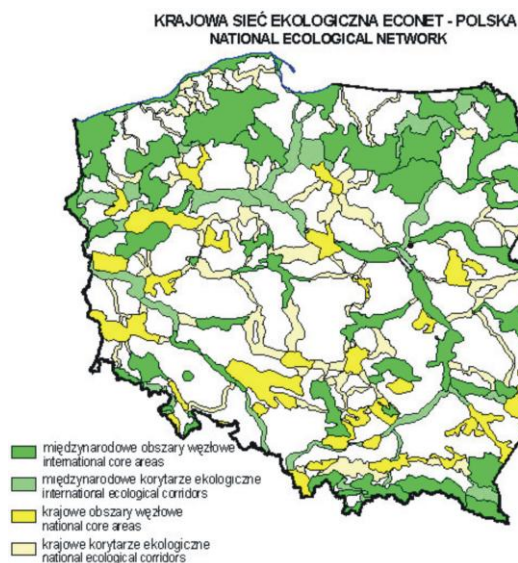 KRAJOWA SIEĆ EKOLOGICZNA ECONET - POLSKA
NATIONAL ECOLOGICAL NETWORK
międzynarodowe obszary węzłowe
international core areas
międzynarodowe korytarze ekologiczne
international ecological corridors
krajowe obszary węzłowe
national core areas
krajowe korytarze ekologiczne
national ecological corridors